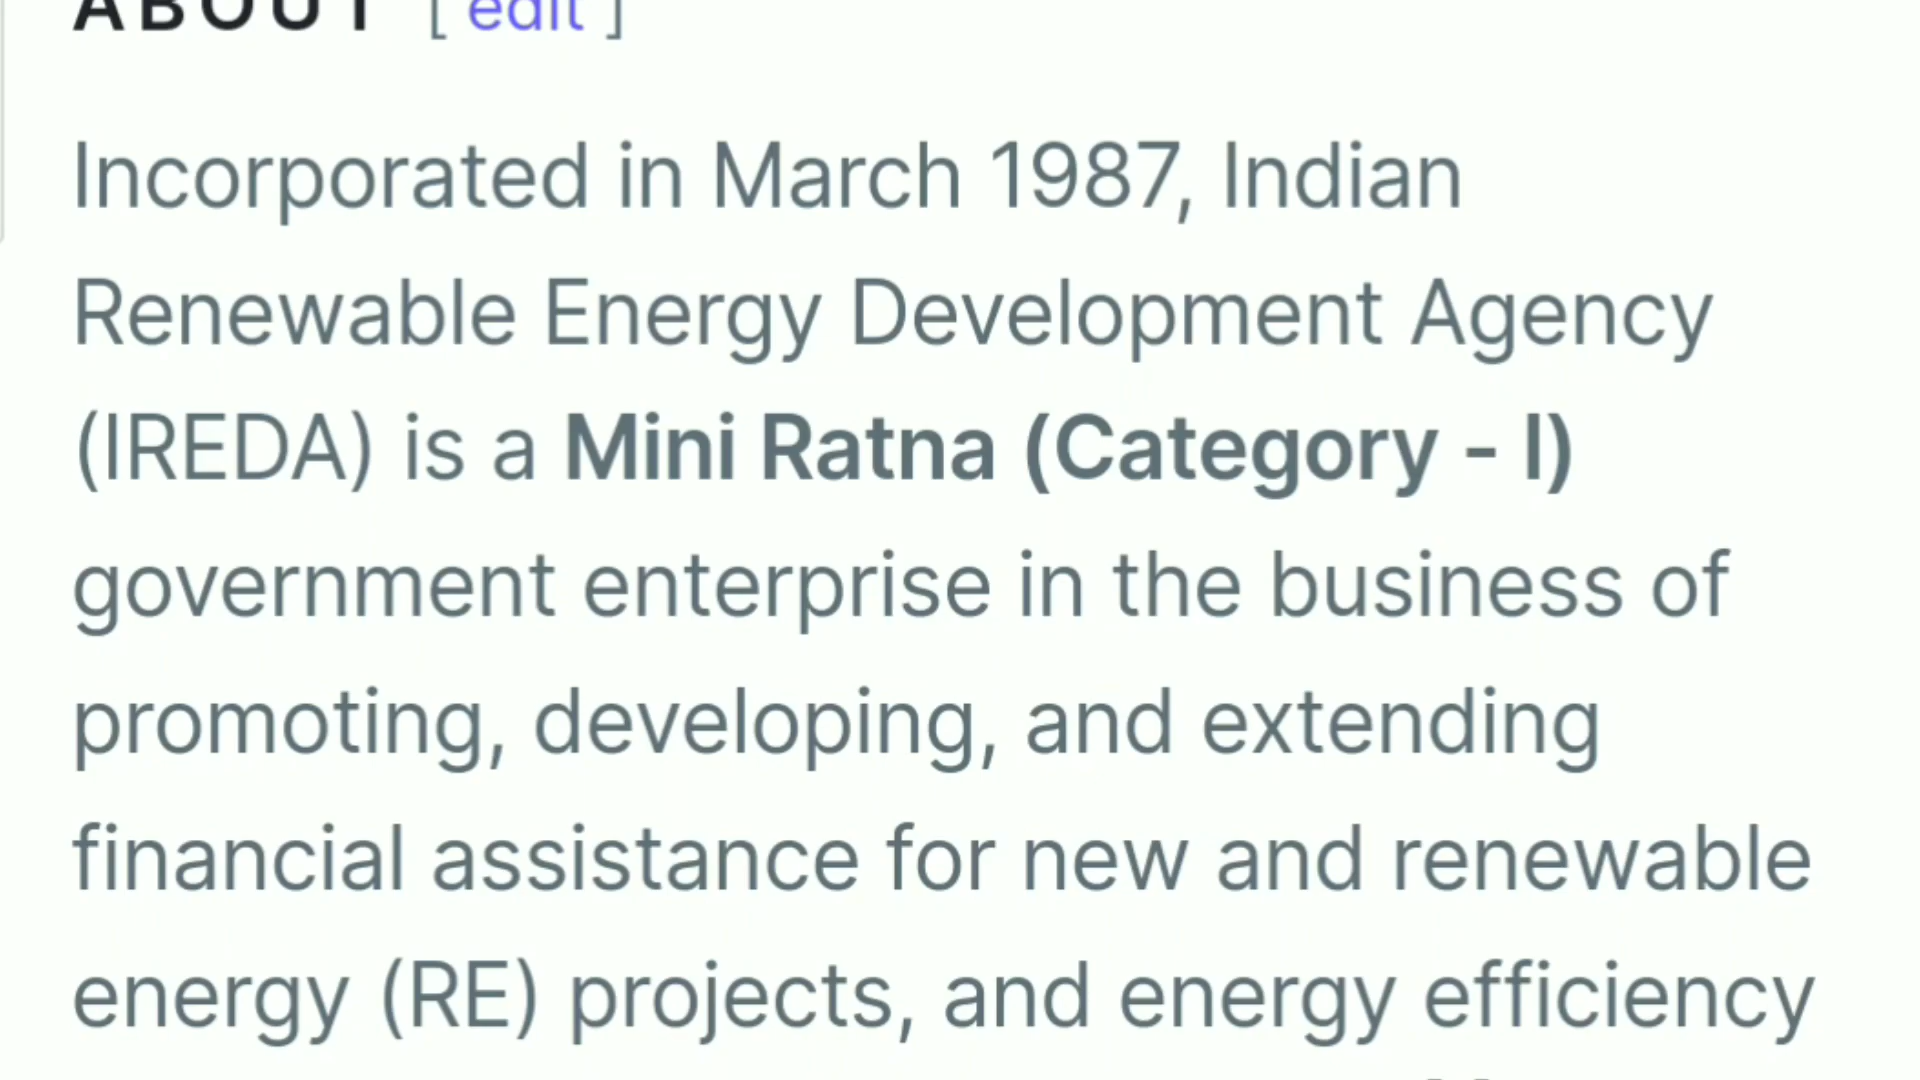 ABOUT [ edit ]
Incorporated in March 1987, Indian
Renewable Energy Development Agency
(IREDA) is a Mini Ratna (Category - I)
government enterprise in the business of
promoting, developing, and extending
financial assistance for new and renewable
energy (RE) projects, and energy efficiency